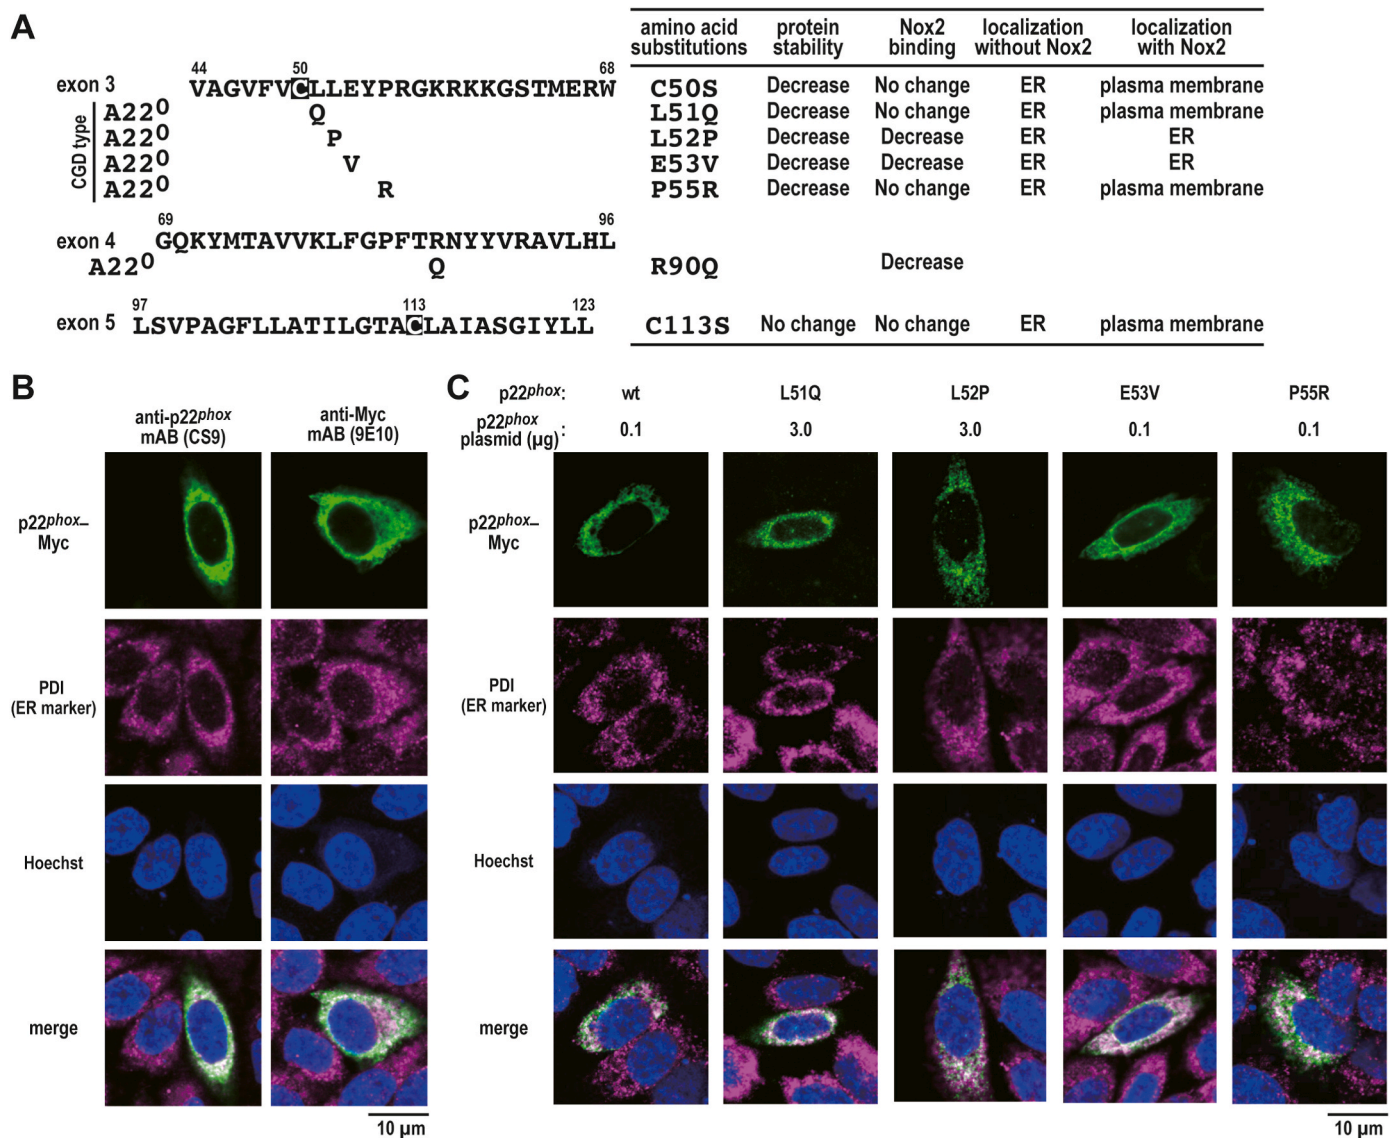 A
amino acid substitutions protein stability Nox2 binding localization without Nox2 localization with Nox2
44 50 68
exon 3 VAGVFVCLLEYPRGKRKKGSTMERW C50S Decrease No change ER plasma membrane
CGD type
A22⁰ Q L51Q Decrease No change ER plasma membrane
A22⁰ P L52P Decrease Decrease ER ER
A22⁰ V E53V Decrease Decrease ER ER
A22⁰ R P55R Decrease No change ER plasma membrane
69 96
exon 4 GQKYMTAVVKLFGPFTRNYYVRAVLHL
A22⁰ Q R90Q Decrease
97 113 123
exon 5 LSVPAGFLLATILGTACLAIASGIYLL C113S No change No change ER plasma membrane
B
anti-p22phox mAB (CS9)
anti-Myc mAB (9E10)
p22phox–Myc
PDI
(ER marker)
Hoechst
merge
10 µm
C
p22phox: wt L51Q L52P E53V P55R
p22phox plasmid (µg): 0.1 3.0 3.0 0.1 0.1
p22phox–Myc
PDI
(ER marker)
Hoechst
merge
10 µm